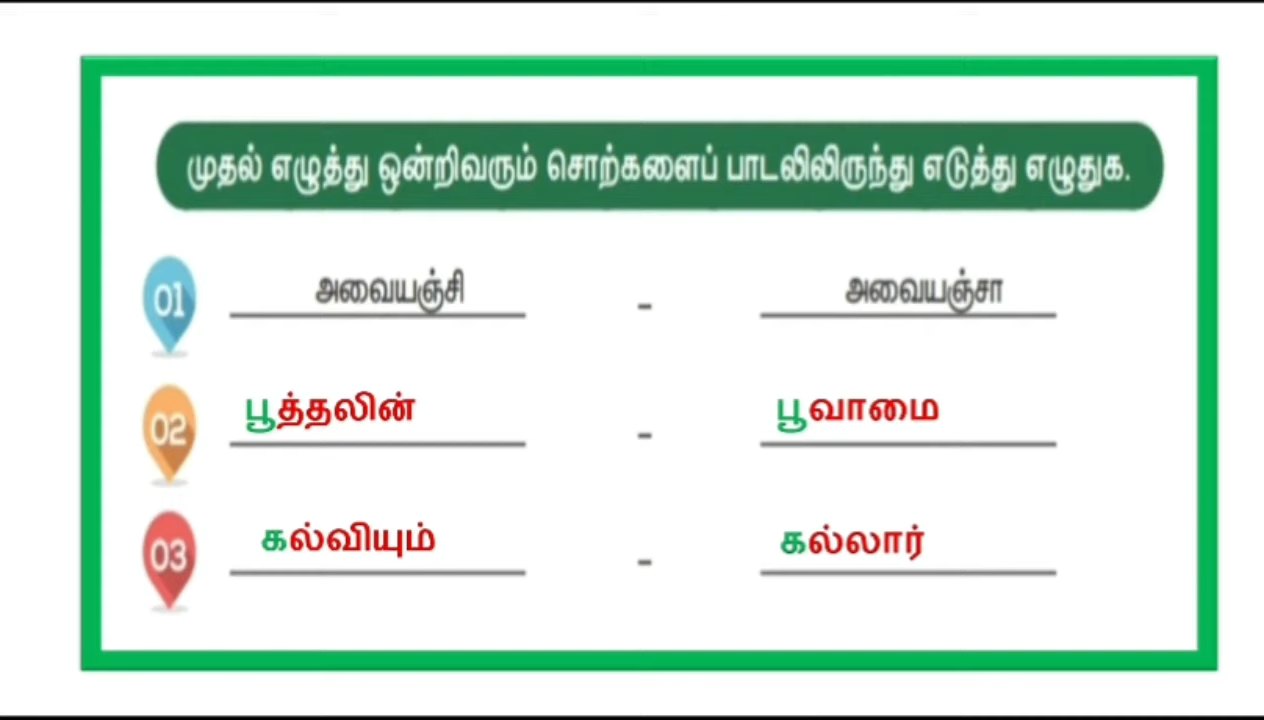 முதல் எழுத்து ஒன்றிவரும் சொற்களைப் பாடலிலிருந்து எடுத்து எழுதுக.
01 அவையஞ்சி - அவையஞ்சா
02 பூத்தலின் - பூவாமை
03 கல்வியும் - கல்லார்